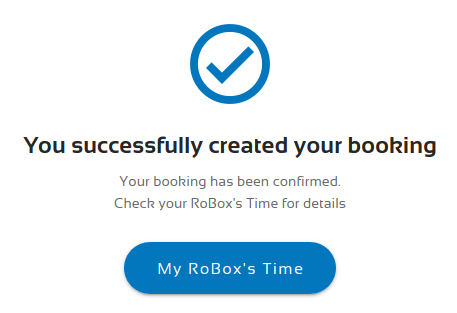 You successfully created your booking
Your booking has been confirmed.
Check your RoBox's Time for details
My RoBox's Time